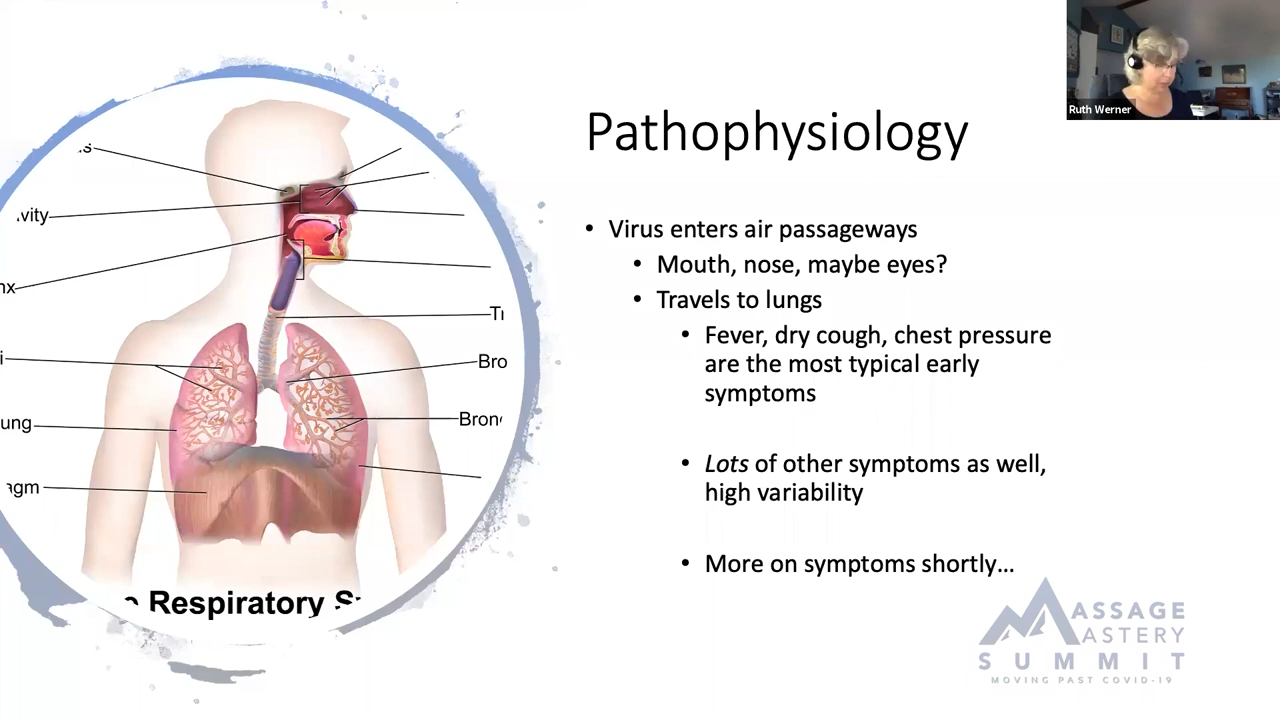 Ruth Werner
Pathophysiology
• Virus enters air passageways
• Mouth, nose, maybe eyes?
• Travels to lungs
• Fever, dry cough, chest pressure
are the most typical early
symptoms
• Lots of other symptoms as well,
high variability
• More on symptoms shortly…
Respiratory
MASSAGE
MASTERY
SUMMIT
MOVING PAST COVID-19